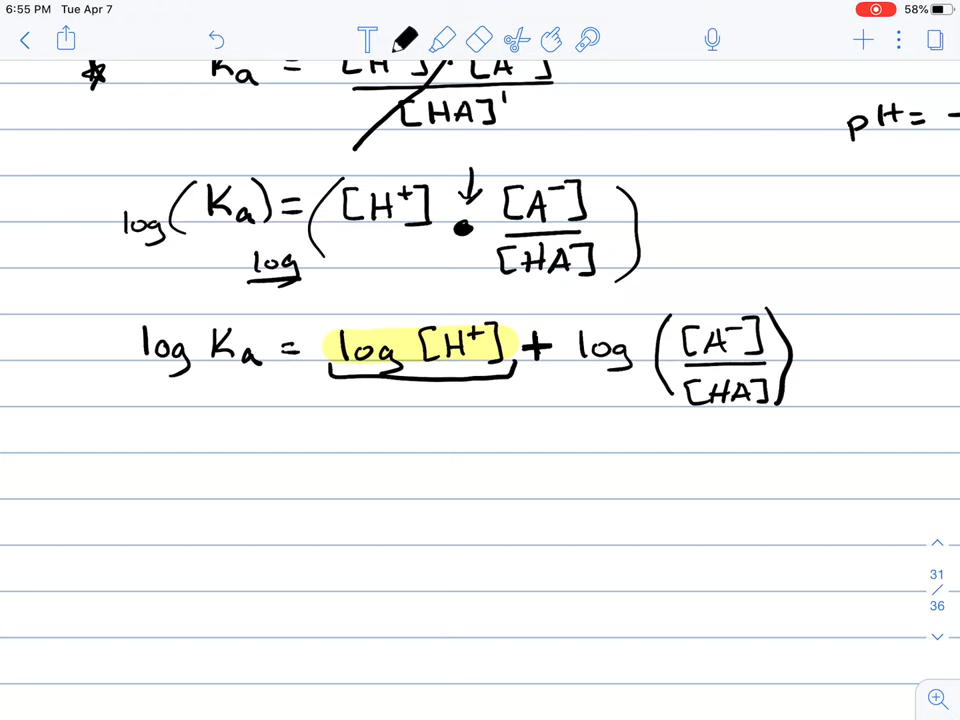 6:55 PM Tue Apr 7 58%
T
* Ka = [H+]' · [A-]
[HA]'
pH = -
log(Ka) = log([H+] · [A-]/[HA])
log Ka = log [H+] + log ([A-]/[HA])
31
/
36